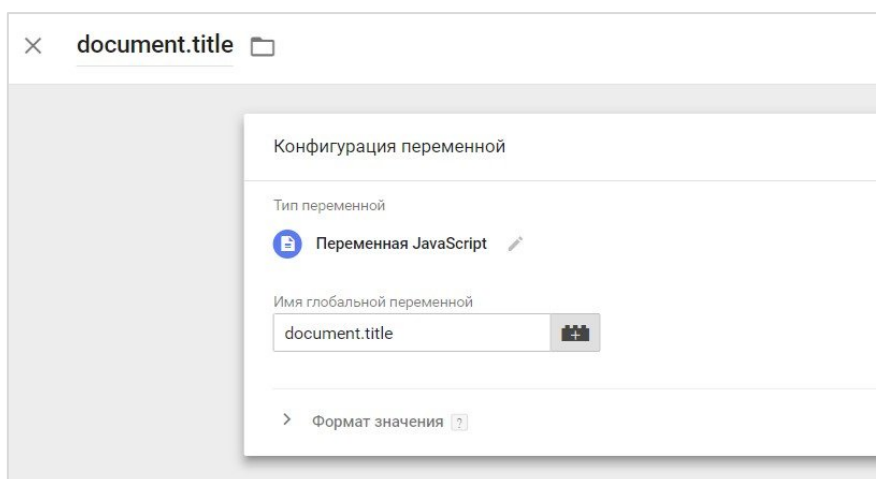 document.title
Конфигурация переменной
Тип переменной
Переменная JavaScript
Имя глобальной переменной
document.title
Формат значения ?